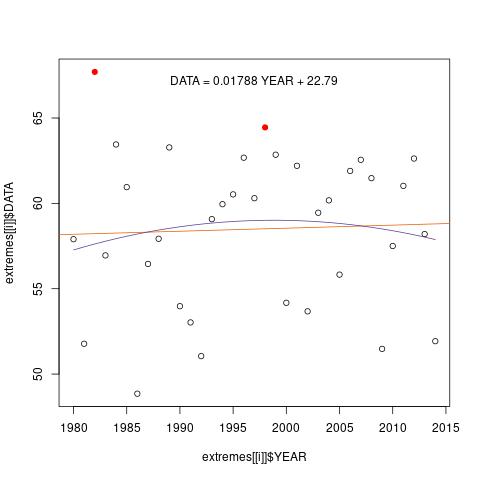 DATA = 0.01788 YEAR + 22.79
extremes[[i]]$DATA
65
60
55
50
1980 1985 1990 1995 2000 2005 2010 2015
extremes[[i]]$YEAR